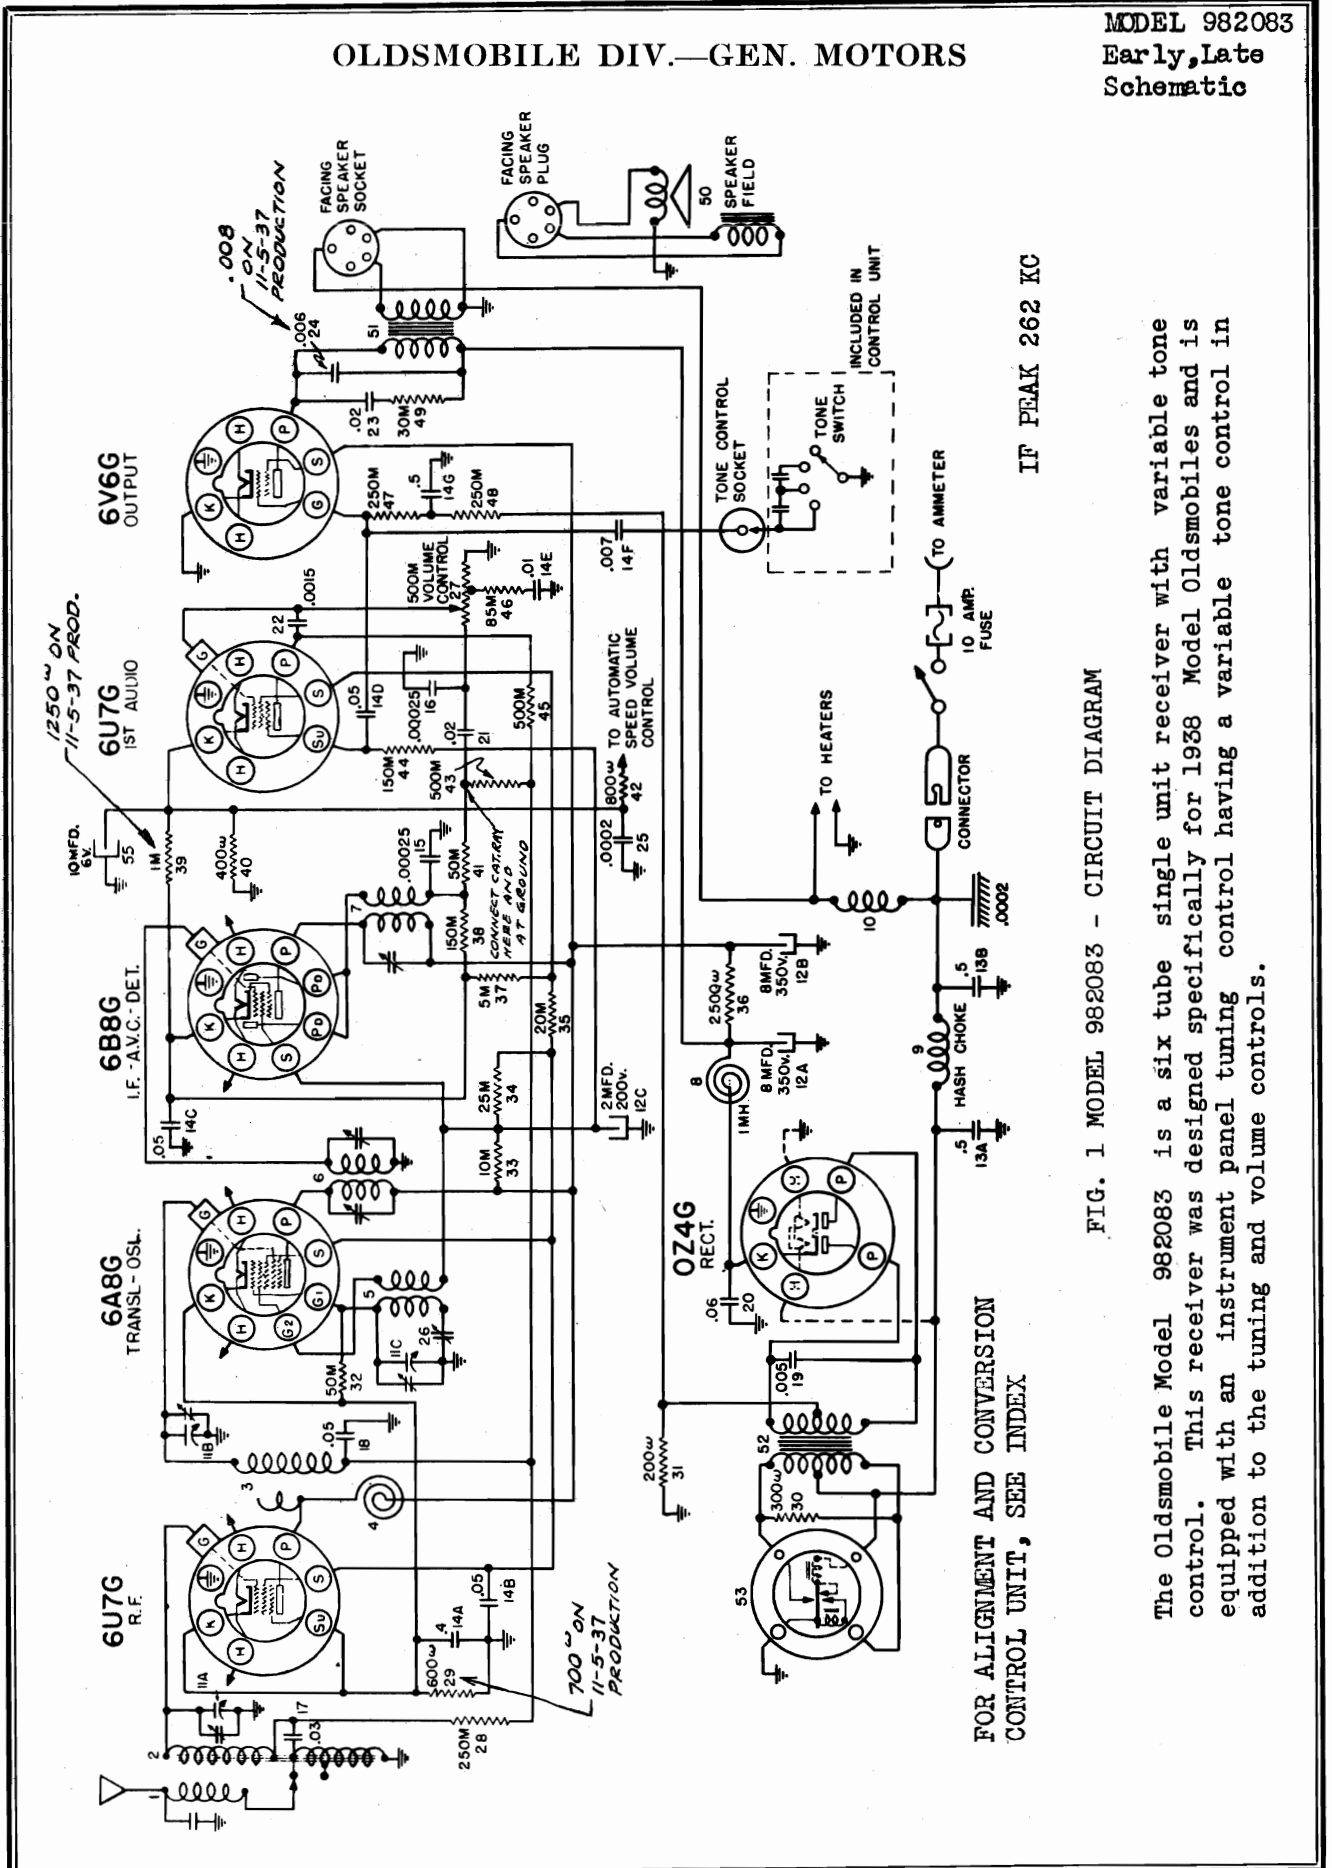 MODEL 982083
Early,Late
Schematic
OLDSMOBILE DIV.—GEN. MOTORS
6U7G
R.F.
6A8G
TRANSL-OSL.
6B8G
I.F.-A.V.C.-DET.
6U7G
1ST AUDIO
6V6G
OUTPUT
1250ω ON
11-5-37 PROD.
.008
ON
11-5-37
PRODUCTION
FACING
SPEAKER
SOCKET
FACING
SPEAKER
PLUG
50
SPEAKER
FIELD
1
2
11A
17
.03
250M
28
600ω
29
.4
14A
.05
14B
700ω ON
11-5-37
PRODUCTION
G
H
P
S
Su
H
K
3
4
11B
.05
18
50M
32
G
H
P
S
G1
G2
H
K
5
11C
26
6
10M
33
25M
34
20M
35
.05
14C
G
H
P
PD
PD
S
H
K
7
.00025
15
50M
41
150M
38
5M
37
CONNECT CAT. RAY
HERE AND
AT GROUND
2MFD.
200v.
12C
10MFD.
6V.
55
1M
39
400ω
40
G
H
P
S
Su
H
K
22
.0015
.05
14D
150M
44
.00025
16
.02
21
500M
43
500M
45
800ω
42
.0002
25
TO AUTOMATIC
SPEED VOLUME
CONTROL
500M
VOLUME
CONTROL
27
85M
46
.01
14E
H
P
S
G
H
K
.006
24
.02
23
30M
49
51
250M
47
.5
14G
250M
48
.007
14F
TONE CONTROL
SOCKET
TONE
SWITCH
INCLUDED IN
CONTROL UNIT
53
300ω
30
52
200ω
31
.005
19
.06
20
OZ4G
RECT.
H
P
P
H
K
8
1MH
2500ω
36
8MFD.
350v.
12A
8MFD.
350v.
12B
.5
13A
9
HASH CHOKE
.5
13B
.0002
10
TO HEATERS
CONNECTOR
10 AMP.
FUSE
TO AMMETER
IF PEAK 262 KC
FOR ALIGNMENT AND CONVERSION
CONTROL UNIT, SEE INDEX
FIG. 1 MODEL 982083 - CIRCUIT DIAGRAM
The Oldsmobile Model 982083 is a six tube single unit receiver with variable tone
control. This receiver was designed specifically for 1938 Model Oldsmobiles and is
equipped with an instrument panel tuning control having a variable tone control in
addition to the tuning and volume controls.